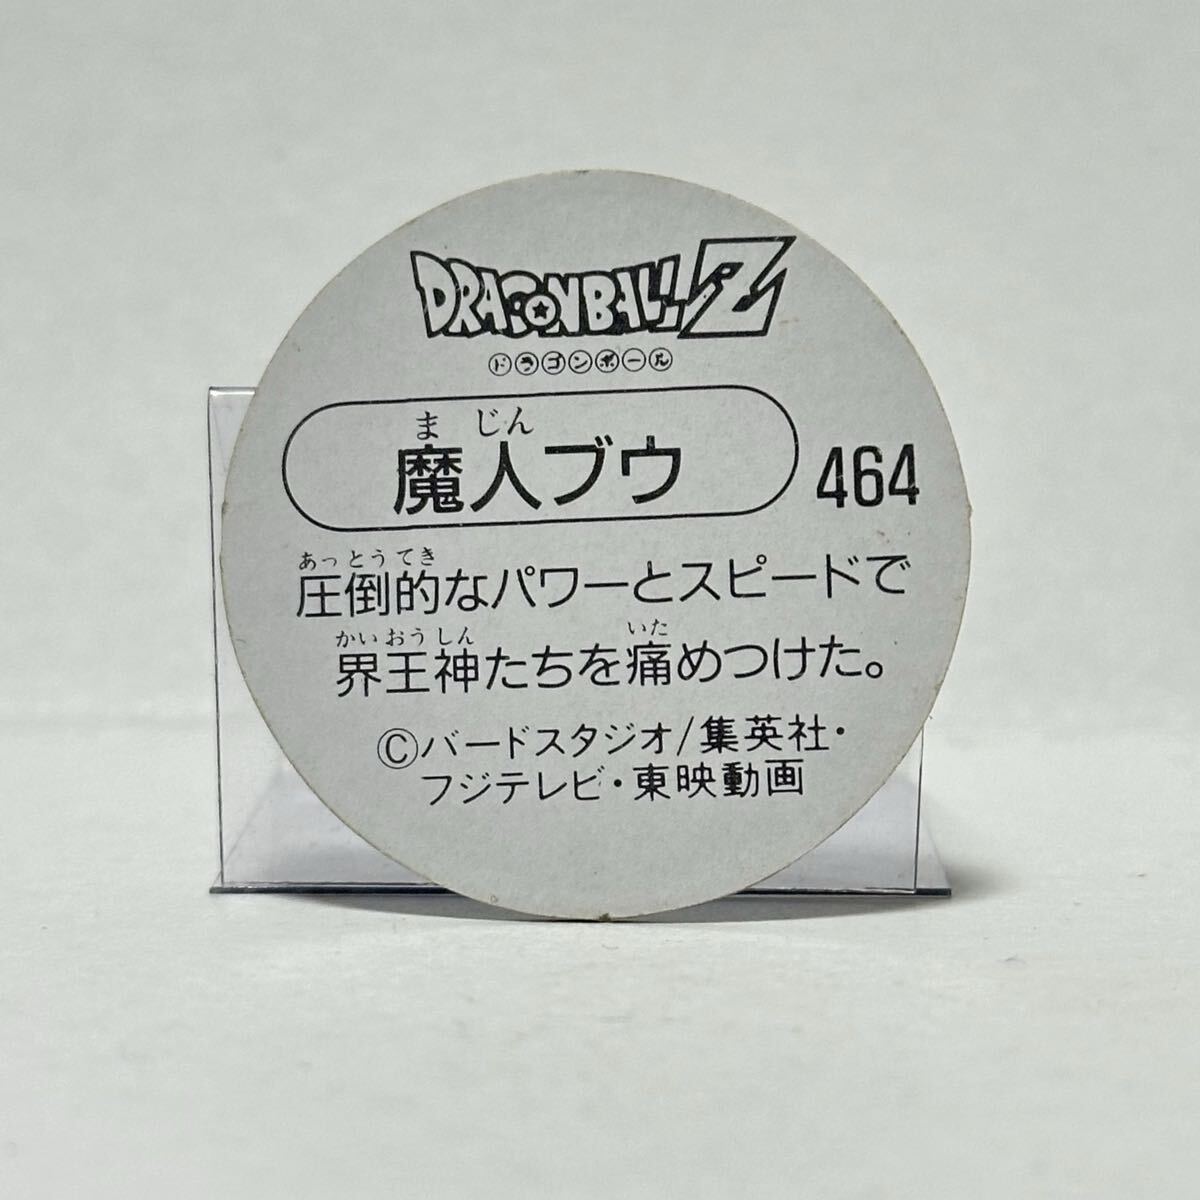 DRAGONBALL Z
ドラゴンボール
まじん
魔人ブウ
464
あっとうてき
圧倒的なパワーとスピードで
かいおうしん いた
界王神たちを痛めつけた。
©バードスタジオ/集英社・
フジテレビ・東映動画